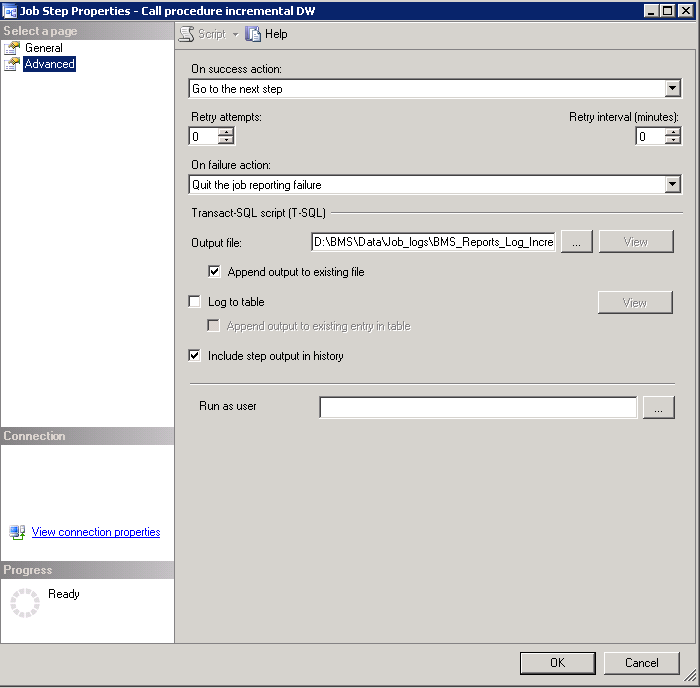 Job Step Properties - Call procedure incremental DW
Select a page
General
Advanced
Script
Help
On success action:
Go to the next step
Retry attempts:
Retry interval (minutes):
0
0
On failure action:
Quit the job reporting failure
Transact-SQL script (T-SQL)
Output file:
D:\BMS\Data\Job_logs\BMS_Reports_Log_Incre
...
View
Append output to existing file
Log to table
View
Append output to existing entry in table
Include step output in history
Run as user
...
Connection
View connection properties
Progress
Ready
OK
Cancel